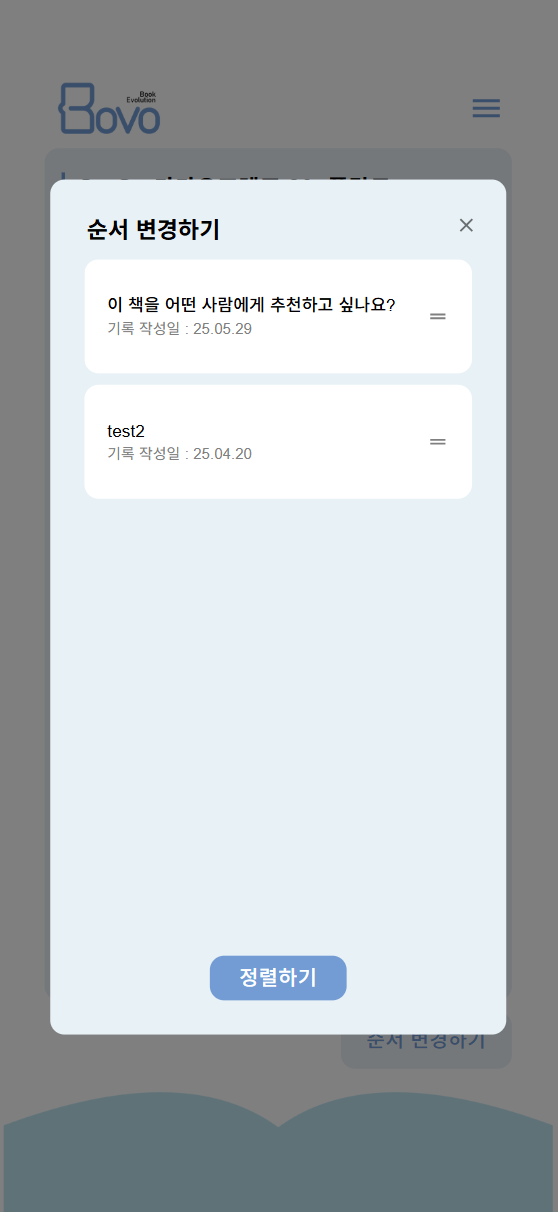 Book
Evolution
Bovo
순서 변경하기
이 책을 어떤 사람에게 추천하고 싶나요?
기록 작성일 : 25.05.29
test2
기록 작성일 : 25.04.20
정렬하기
순서 변경하기